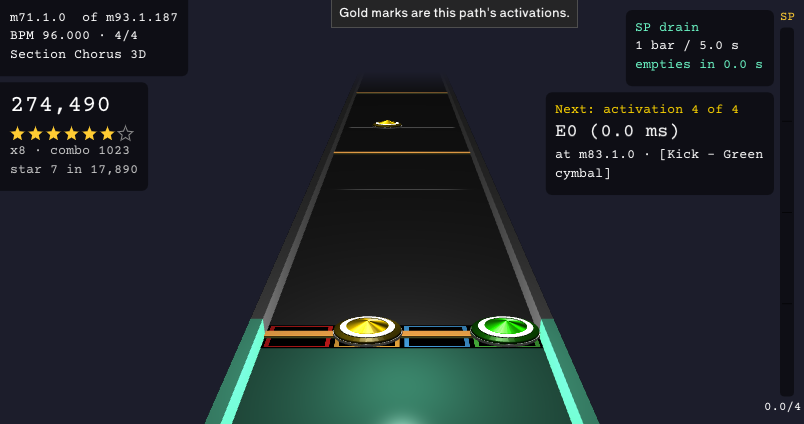 m71.1.0  of m93.1.187
BPM 96.000 · 4/4
Section Chorus 3D
274,490
x8 · combo 1023
star 7 in 17,890
Gold marks are this path's activations.
SP drain
1 bar / 5.0 s
empties in 0.0 s
Next: activation 4 of 4
E0 (0.0 ms)
at m83.1.0 · [Kick - Green
cymbal]
SP
0.0/4